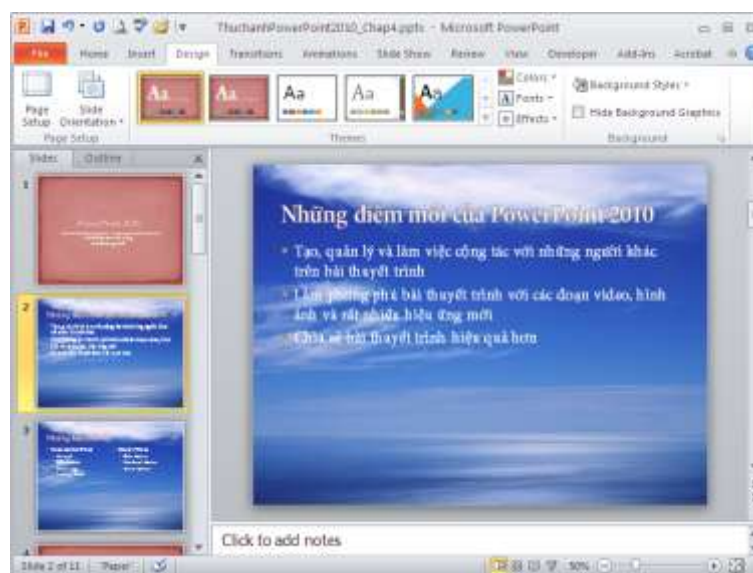 ThuchanhPowerPoint2010_Chap4.pptx - Microsoft PowerPoint
File Home Insert Design Transitions Animations Slide Show Review View Developer Add-Ins Acrobat
Page Setup
Slide Orientation
Aa Aa Aa Aa Aa
Colors
Fonts
Effects
Background Styles
Hide Background Graphics
Page Setup Themes Background
Slides Outline
1
PowerPoint 2010
2
3
Những điểm mới của PowerPoint 2010
Tạo, quản lý và làm việc cộng tác với những người khác
trên bài thuyết trình
Làm phong phú bài thuyết trình với các đoạn video, hình
ảnh và rất nhiều hiệu ứng mới
Chia sẻ bài thuyết trình hiệu quả hơn
Click to add notes
Slide 2 of 11 "Paper" 50%